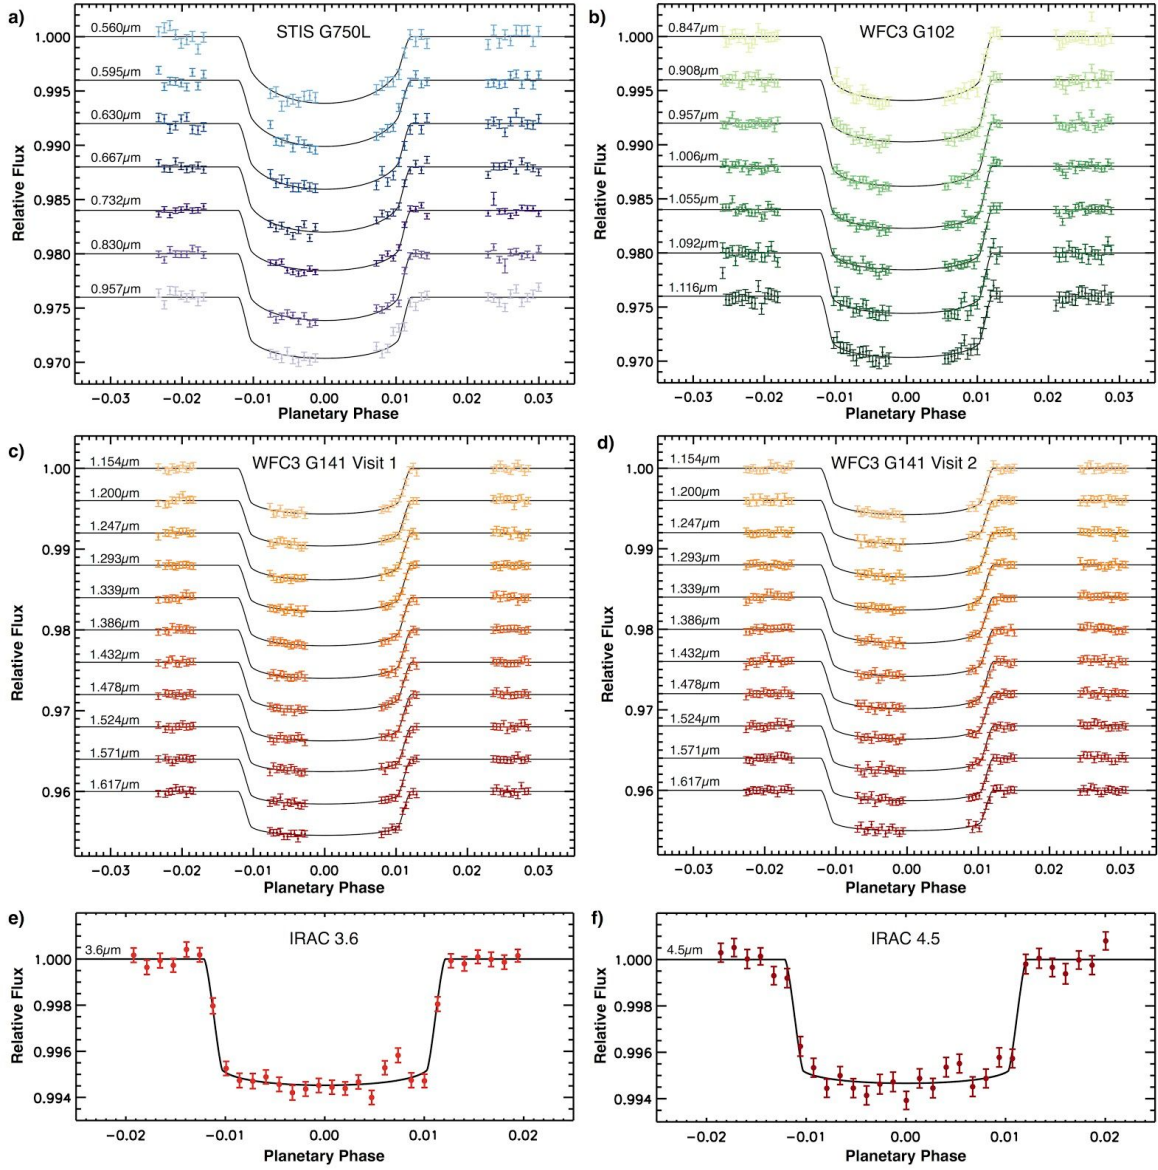 a)
STIS G750L
0.560µm
0.595µm
0.630µm
0.667µm
0.732µm
0.830µm
0.957µm
1.000
0.995
0.990
0.985
0.980
0.975
0.970
Relative Flux
−0.03 −0.02 −0.01 0.00 0.01 0.02 0.03
Planetary Phase
b)
WFC3 G102
0.847µm
0.908µm
0.957µm
1.006µm
1.055µm
1.092µm
1.116µm
1.000
0.995
0.990
0.985
0.980
0.975
0.970
Relative Flux
−0.03 −0.02 −0.01 0.00 0.01 0.02 0.03
Planetary Phase
c)
WFC3 G141 Visit 1
1.154µm
1.200µm
1.247µm
1.293µm
1.339µm
1.386µm
1.432µm
1.478µm
1.524µm
1.571µm
1.617µm
1.00
0.99
0.98
0.97
0.96
Relative Flux
−0.03 −0.02 −0.01 0.00 0.01 0.02 0.03
Planetary Phase
d)
WFC3 G141 Visit 2
1.154µm
1.200µm
1.247µm
1.293µm
1.339µm
1.386µm
1.432µm
1.478µm
1.524µm
1.571µm
1.617µm
1.00
0.99
0.98
0.97
0.96
Relative Flux
−0.03 −0.02 −0.01 0.00 0.01 0.02 0.03
Planetary Phase
e)
IRAC 3.6
3.6µm
1.000
0.998
0.996
0.994
Relative Flux
−0.02 −0.01 0.00 0.01 0.02
Planetary Phase
f)
IRAC 4.5
4.5µm
1.000
0.998
0.996
0.994
Relative Flux
−0.02 −0.01 0.00 0.01 0.02
Planetary Phase